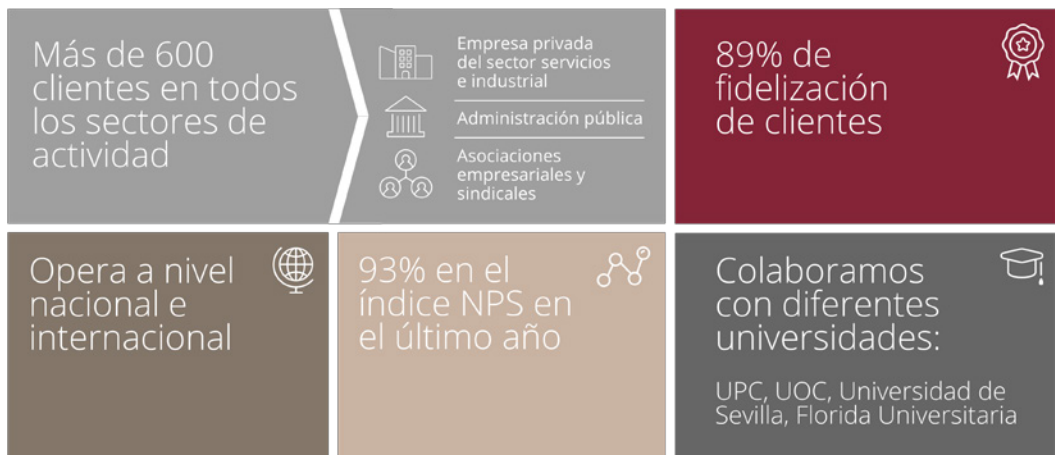 Más de 600
clientes en todos
los sectores de
actividad
Empresa privada
del sector servicios
e industrial
Administración pública
Asociaciones
empresariales y
sindicales
89% de
fidelización
de clientes
Opera a nivel
nacional e
internacional
93% en el
índice NPS en
el último año
Colaboramos
con diferentes
universidades:
UPC, UOC, Universidad de
Sevilla, Florida Universitaria